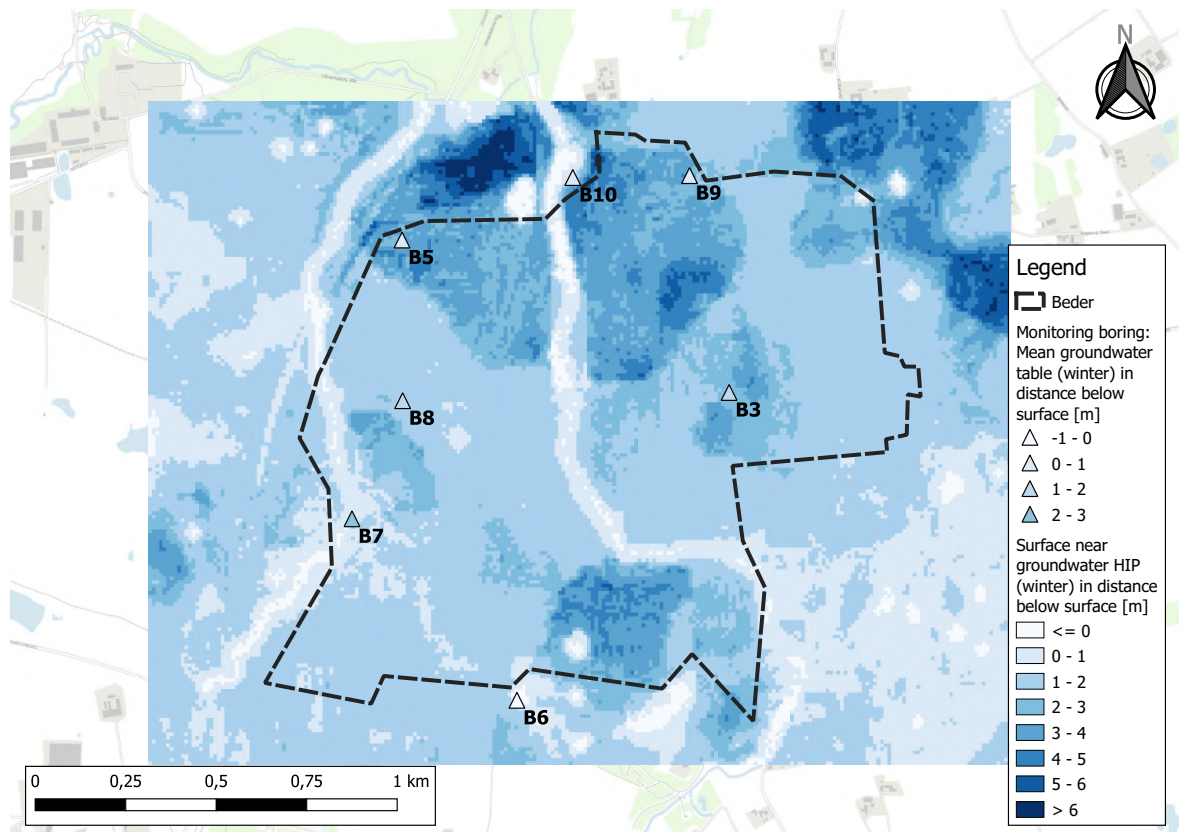 N
B10
B9
B5
B3
B8
B7
B6
Legend
Beder
Monitoring boring:
Mean groundwater
table (winter) in
distance below
surface [m]
-1 - 0
0 - 1
1 - 2
2 - 3
Surface near
groundwater HIP
(winter) in distance
below surface [m]
<= 0
0 - 1
1 - 2
2 - 3
3 - 4
4 - 5
5 - 6
> 6
0 0,25 0,5 0,75 1 km